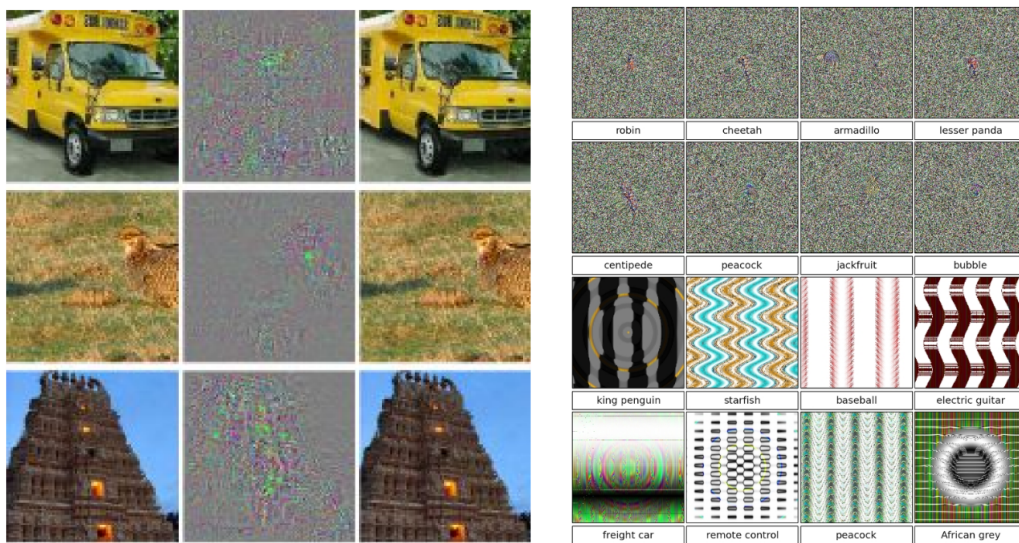 robin cheetah armadillo lesser panda
centipede peacock jackfruit bubble
king penguin starfish baseball electric guitar
freight car remote control peacock African grey